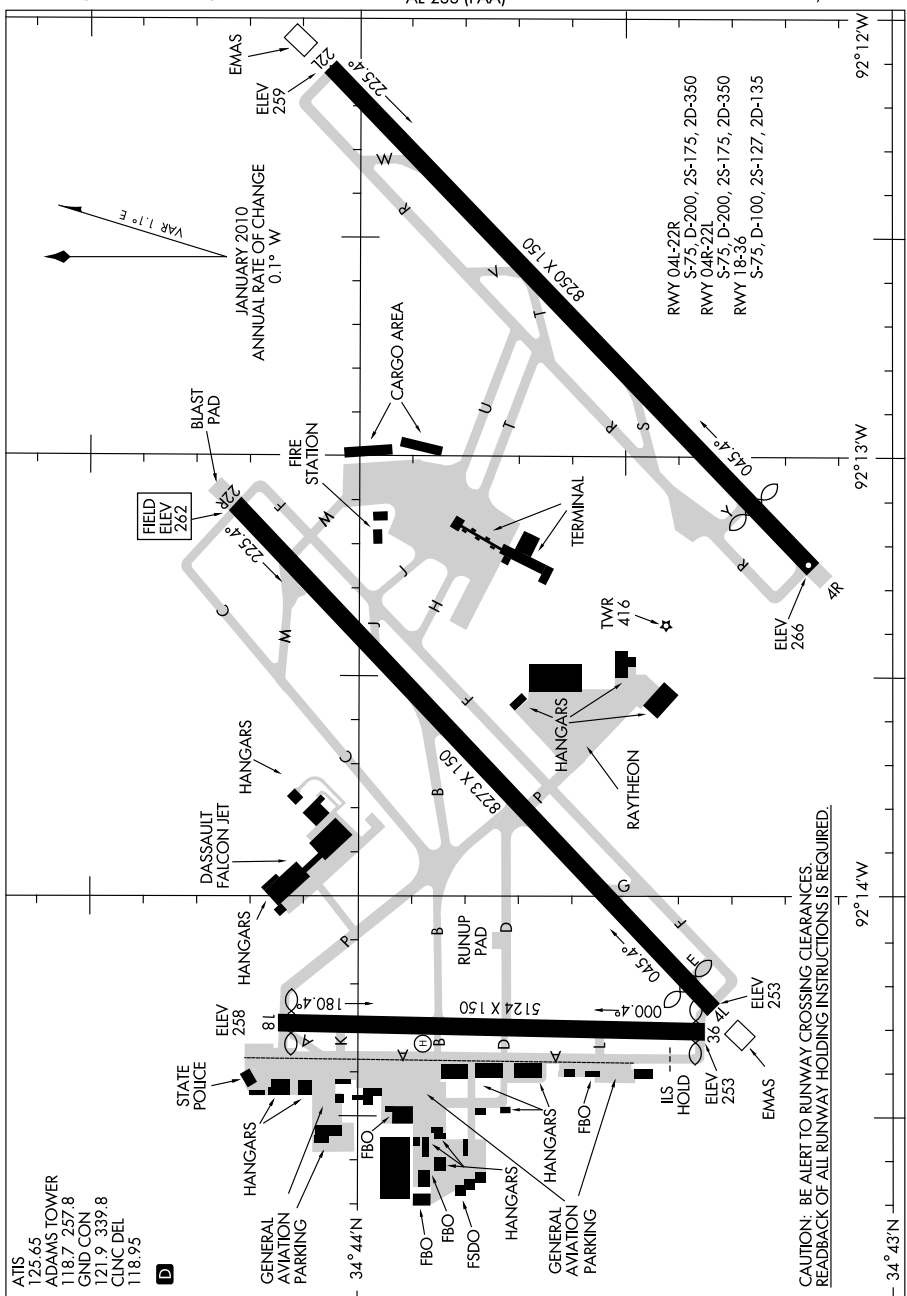 AL-233 (FAA)
ATIS
125.65
ADAMS TOWER
118.7 257.8
GND CON
121.9 339.8
CLNC DEL
118.95
D
JANUARY 2010
ANNUAL RATE OF CHANGE
0.1° W
VAR 1.1° E
EMAS
ELEV
259
22L
225.4°
W
R
V
T
8250 X 150
U
T
R
S
045.4°
Y
R
ELEV
266
4R
92°12'W
RWY 04L-22R
S-75, D-200, 2S-175, 2D-350
RWY 04R-22L
S-75, D-200, 2S-175, 2D-350
RWY 18-36
S-75, D-100, 2S-127, 2D-135
92°13'W
BLAST
PAD
FIELD
ELEV
262
22R
225.4°
FIRE
STATION
CARGO AREA
F
M
C
M
J
J
H
F
TERMINAL
TWR
416
HANGARS
RAYTHEON
C
B
8273 X 150
P
G
F
E
045.4°
4L
ELEV
253
HANGARS
DASSAULT
FALCON JET
HANGARS
P
B
RUNUP
PAD
D
92°14'W
ELEV
258
18
180.4°
5124 X 150
000.4°
36
ELEV
253
EMAS
ILS
HOLD
A
K
A
H
B
D
A
L
STATE
POLICE
HANGARS
GENERAL
AVIATION
PARKING
FBO
FBO
FBO
FSDO
HANGARS
HANGARS
FBO
GENERAL
AVIATION
PARKING
34°44'N
34°43'N
CAUTION: BE ALERT TO RUNWAY CROSSING CLEARANCES.
READBACK OF ALL RUNWAY HOLDING INSTRUCTIONS IS REQUIRED.